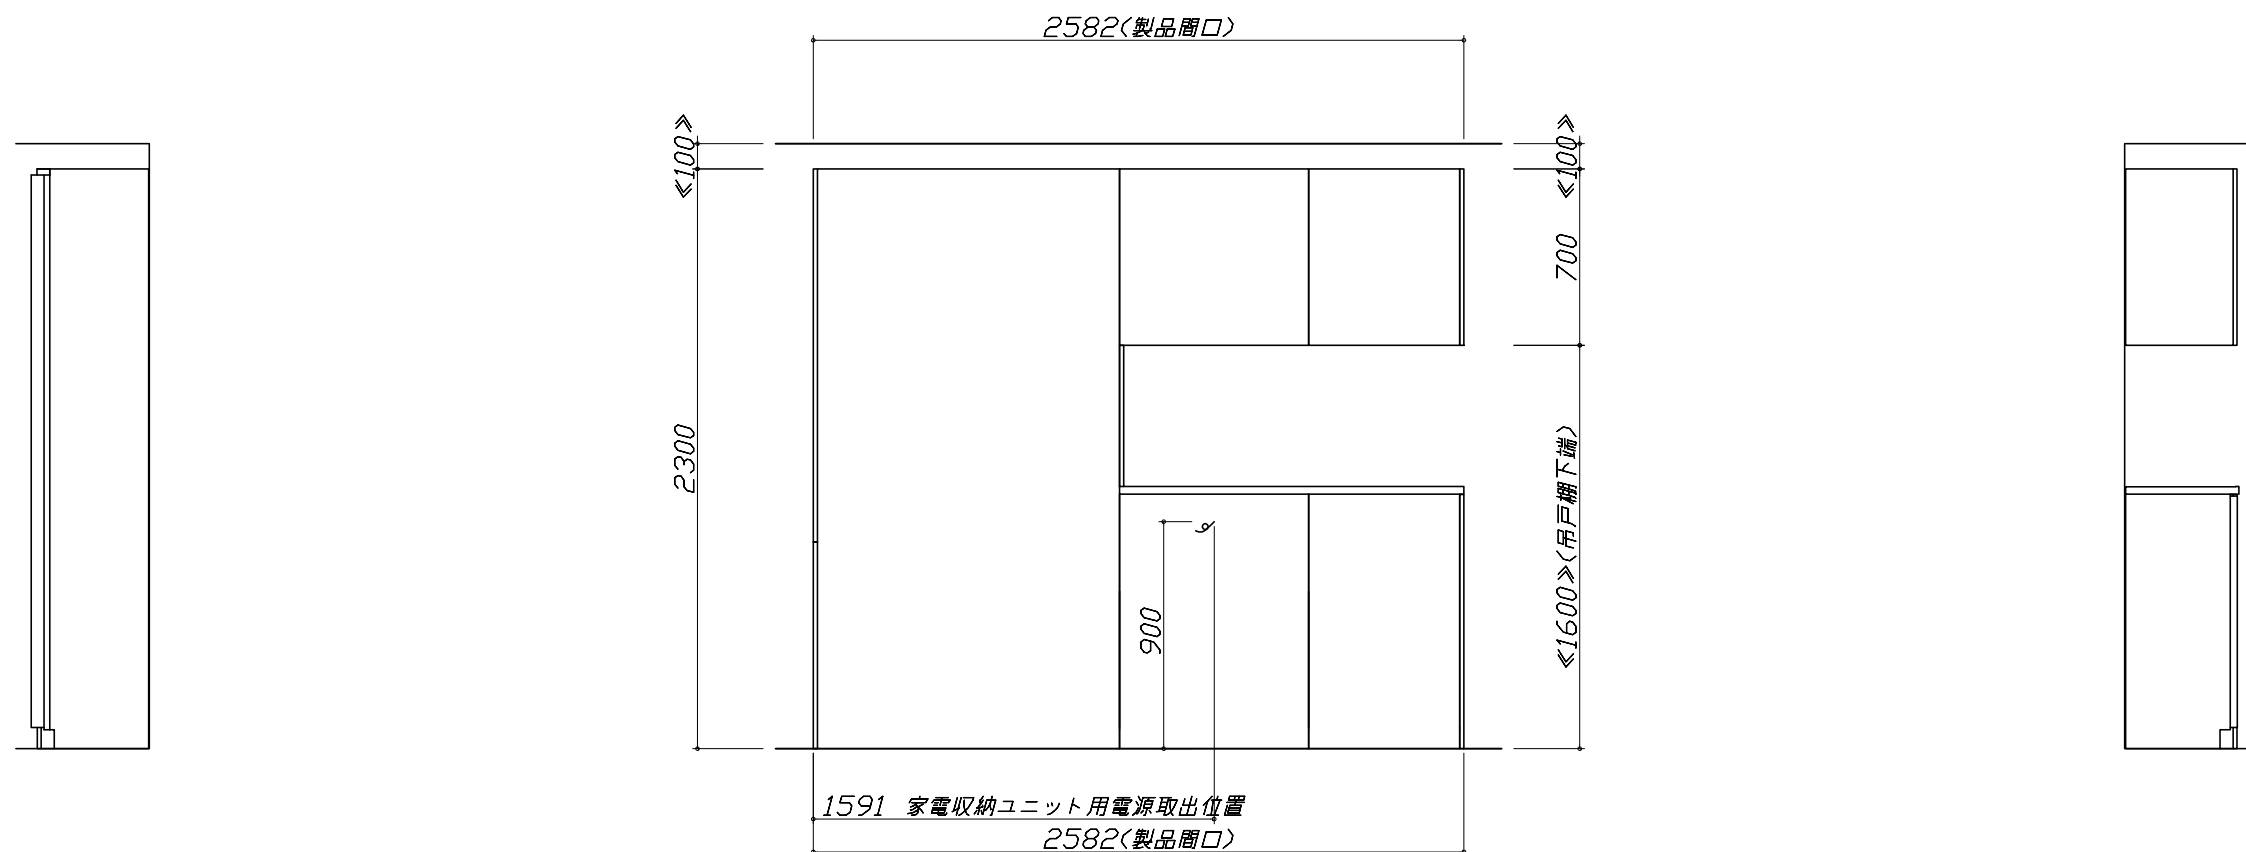 2582(製品間口)
≪100≫
≪100≫
700
2300
≪1600≫(吊戸棚下端)
900
1591 家電収納ユニット用電源取出位置
2582(製品間口)